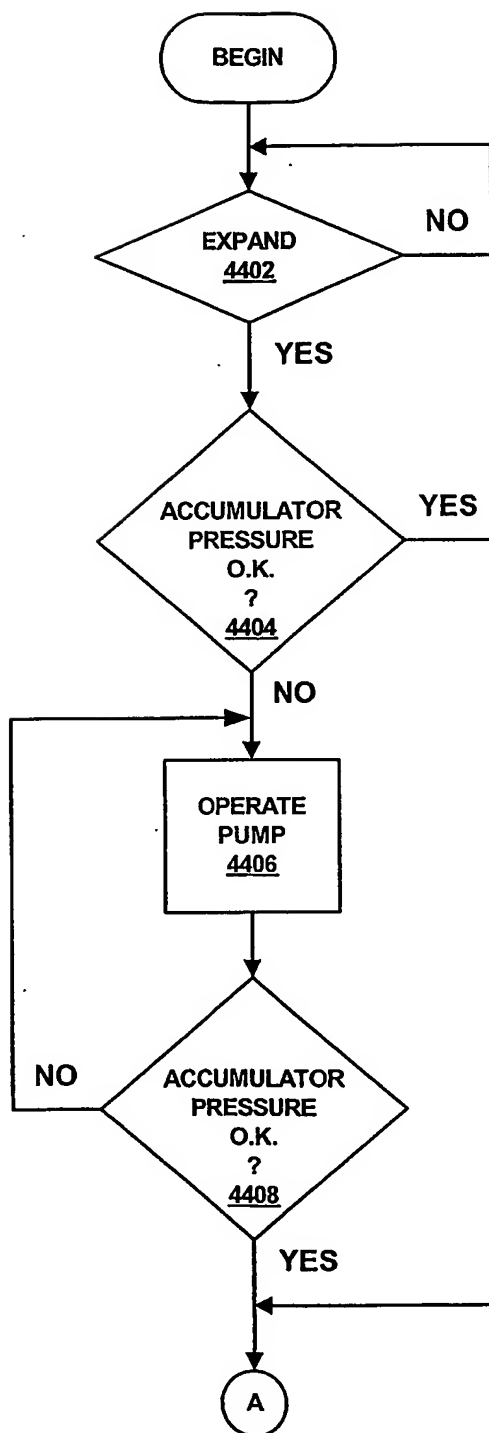 BEGIN
NO
EXPAND
4402
YES
YES
ACCUMULATOR
PRESSURE
O.K.
?
4404
NO
OPERATE
PUMP
4406
NO
ACCUMULATOR
PRESSURE
O.K.
?
4408
YES
A